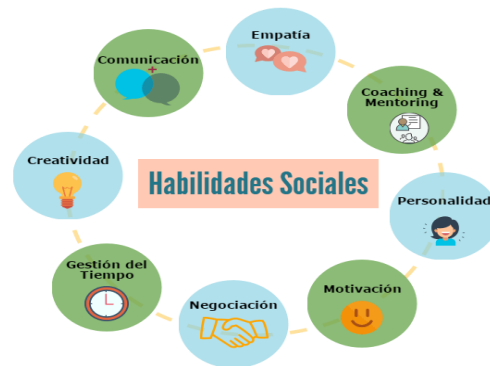 Empatía
Comunicación
+
Coaching &
Mentoring
Creatividad
Habilidades Sociales
Personalidad
Gestión del
Tiempo
Negociación
Motivación